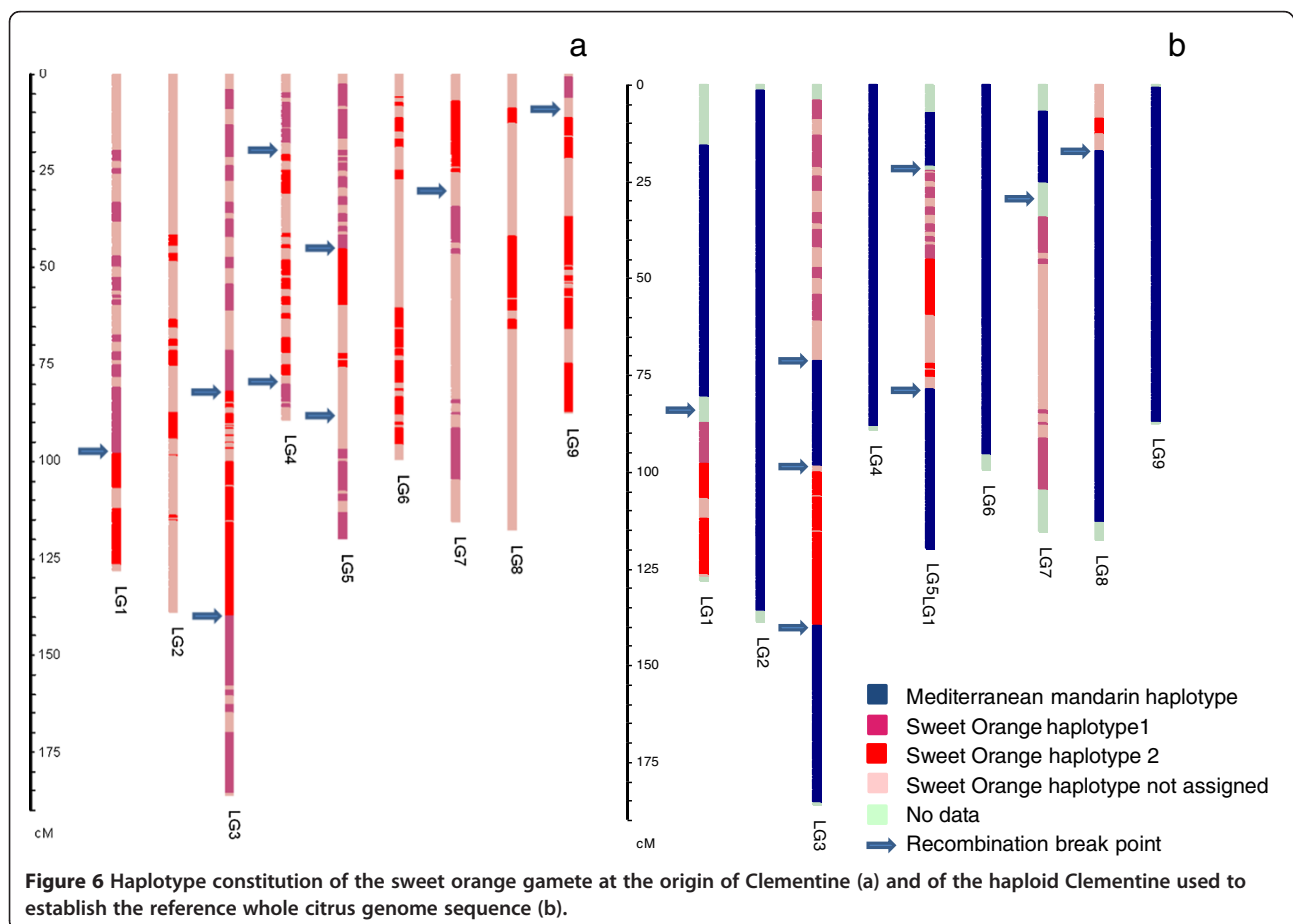 a
0
25
50
75
100
125
150
175
cM
LG1
LG2
LG3
LG4
LG5
LG6
LG7
LG8
LG9
b
0
25
50
75
100
125
150
175
cM
LG1
LG2
LG3
LG4
LG5LG1
LG6
LG7
LG8
LG9
Mediterranean mandarin haplotype
Sweet Orange haplotype1
Sweet Orange haplotype 2
Sweet Orange haplotype not assigned
No data
Recombination break point
Figure 6 Haplotype constitution of the sweet orange gamete at the origin of Clementine (a) and of the haploid Clementine used to
establish the reference whole citrus genome sequence (b).